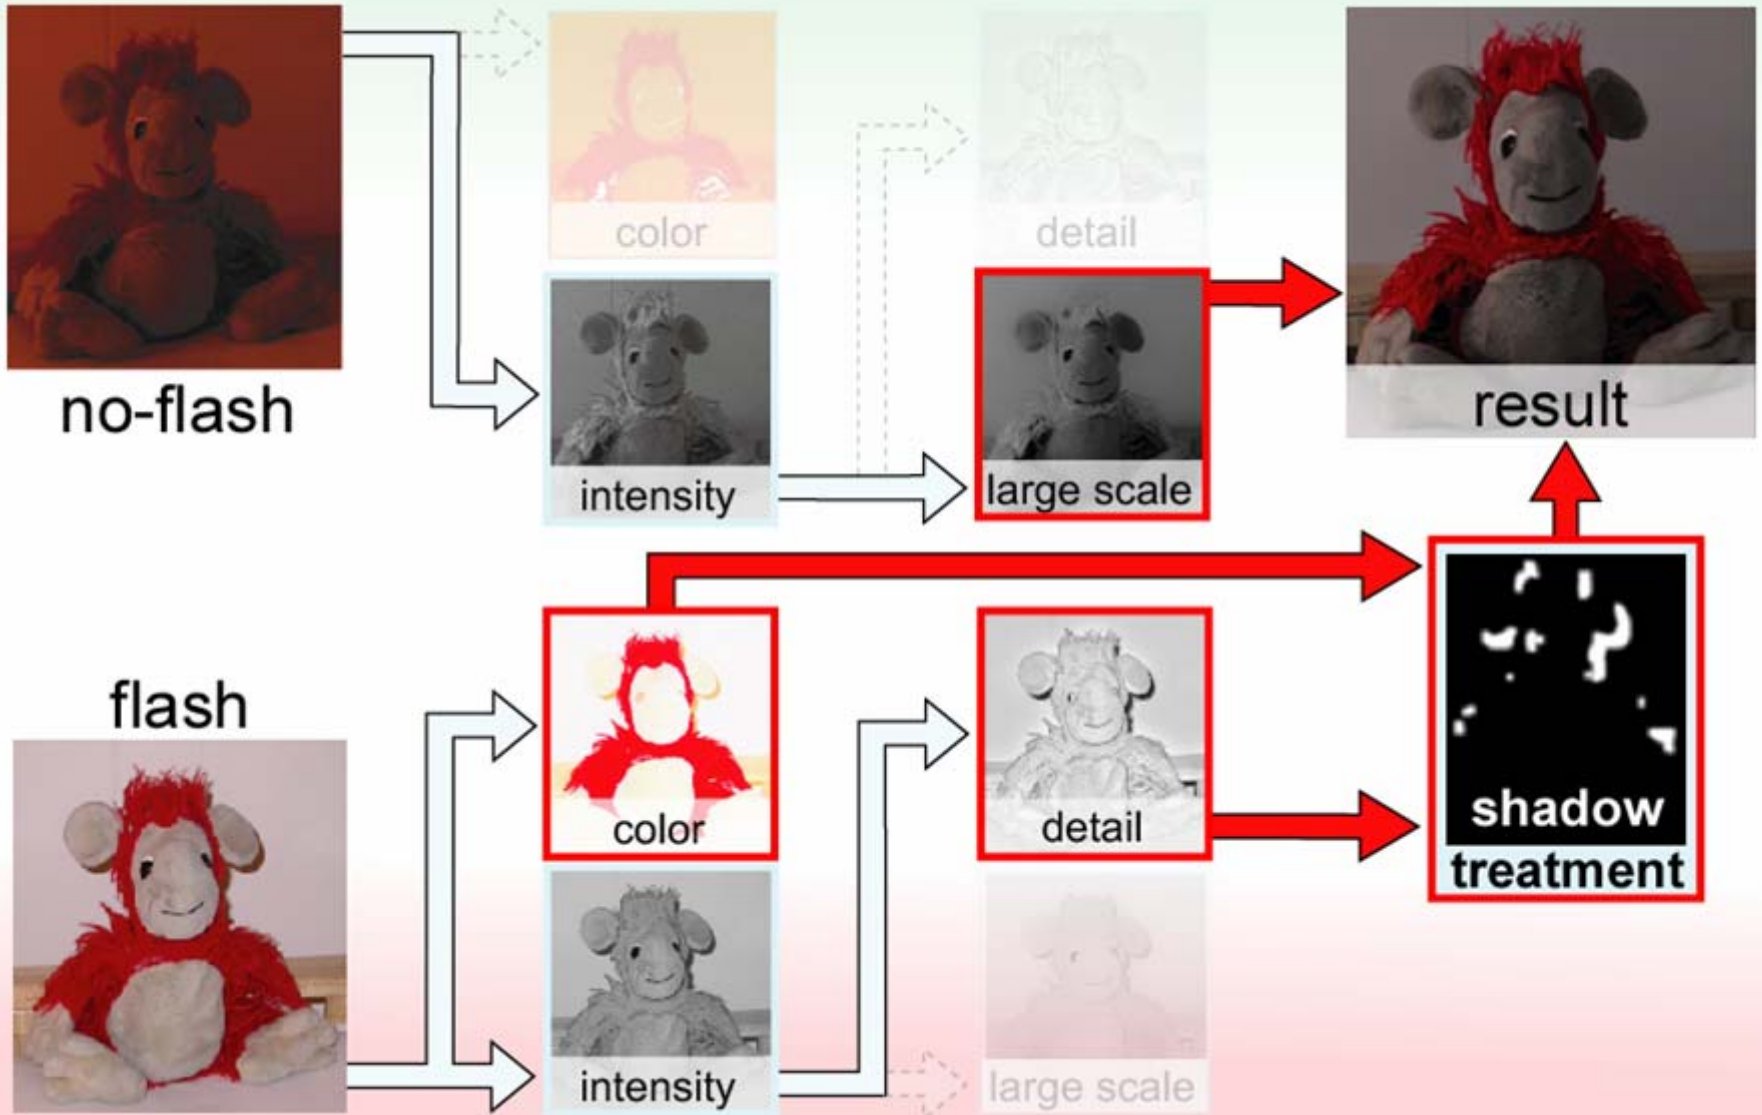 color
detail
no-flash
intensity
large scale
result
flash
color
detail
shadow
treatment
intensity
large scale